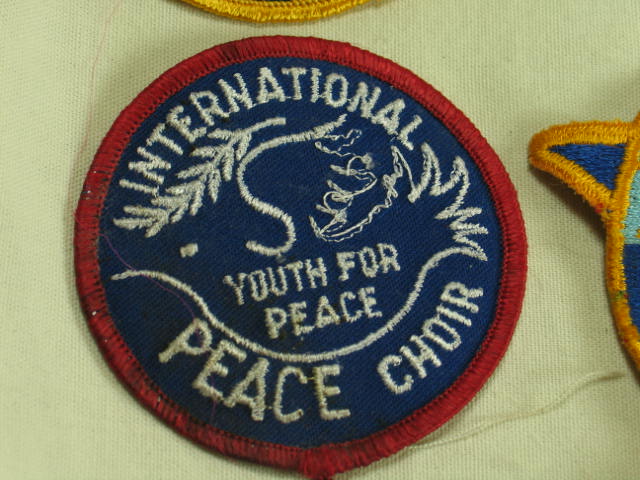 INTERNATIONAL
YOUTH FOR
PEACE
PEACE CHOIR